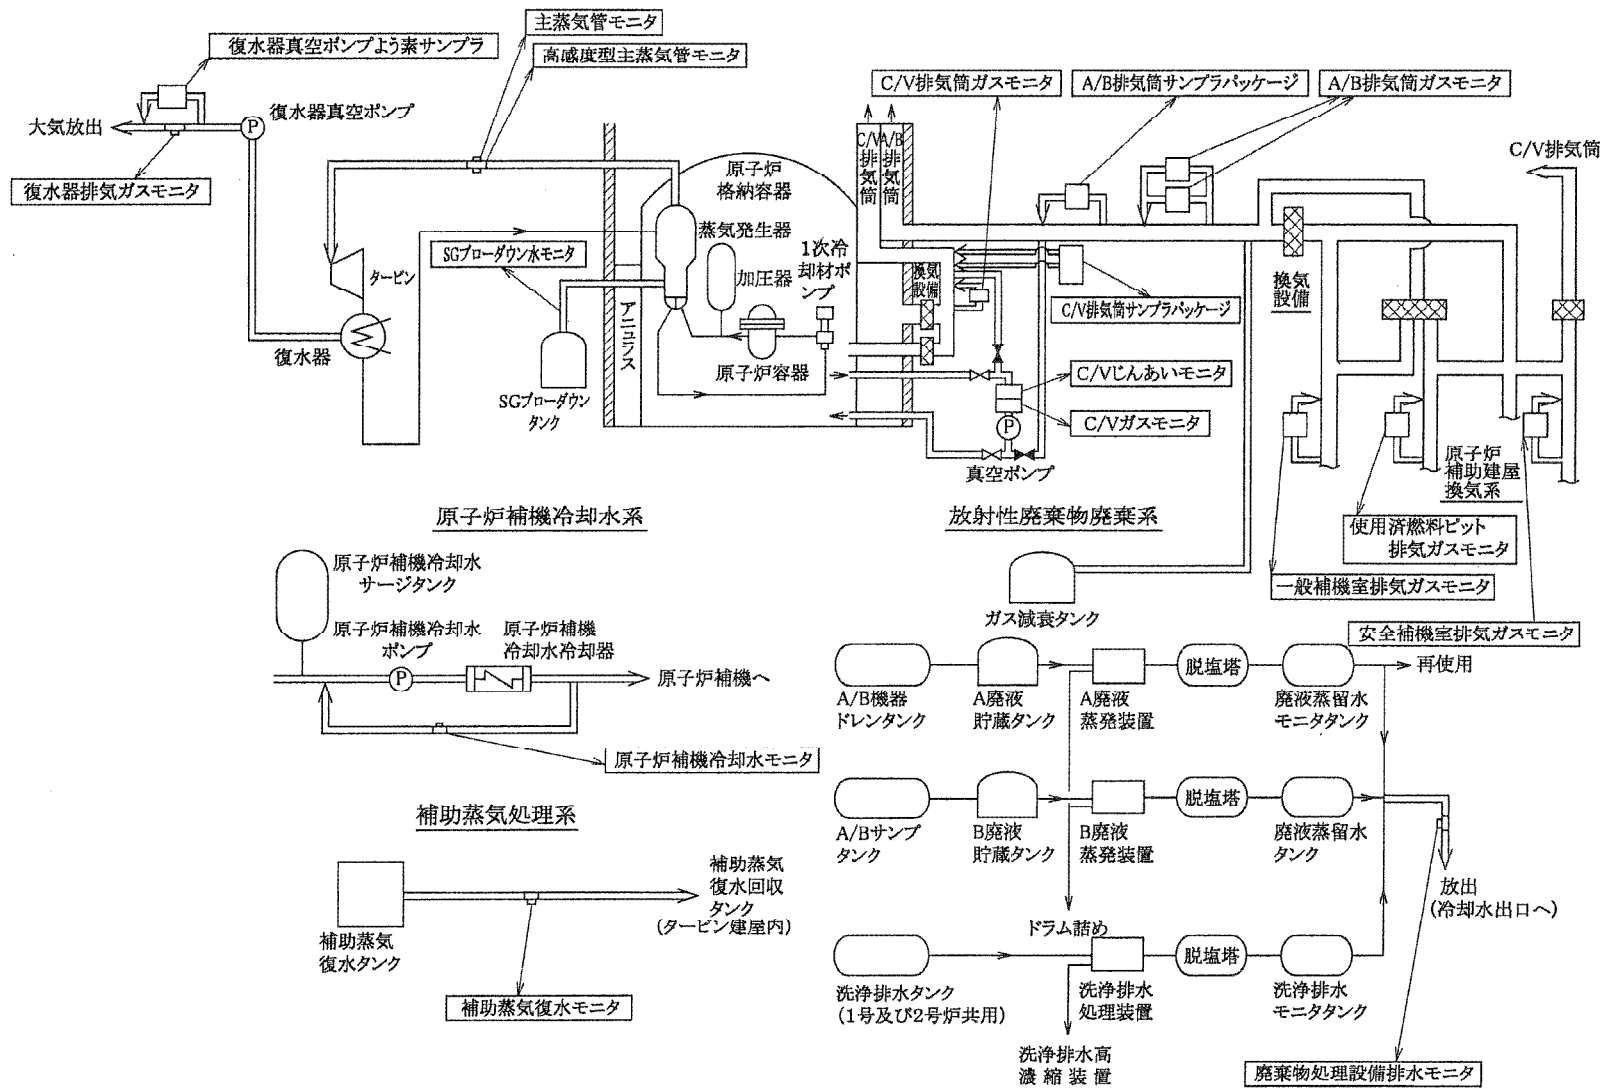 主蒸気管モニタ
復水器真空ポンプよう素サンプラ
高感度型主蒸気管モニタ
C/V排気筒ガスモニタ
A/B排気筒サンプラパッケージ
A/B排気筒ガスモニタ
復水器真空ポンプ
大気放出
P
C/V排気筒
A/B排気筒
C/V排気筒
原子炉
格納容器
復水器排気ガスモニタ
蒸気発生器
SGブローダウン水モニタ
1次冷
却材ポ
ンプ
タービン
加圧器
換気
設備
換気
設備
C/V排気筒サンプラパッケージ
アニュラス
復水器
原子炉容器
C/Vじんあいモニタ
SGブローダウン
タンク
C/Vガスモニタ
P
真空ポンプ
原子炉
補助建屋
換気系
原子炉補機冷却水系
放射性廃棄物廃棄系
使用済燃料ピット
排気ガスモニタ
原子炉補機冷却水
サージタンク
一般補機室排気ガスモニタ
ガス減衰タンク
原子炉補機冷却水
ポンプ
原子炉補機
冷却水冷却器
安全補機室排気ガスモニタ
脱塩塔
再使用
P
原子炉補機へ
A/B機器
ドレンタンク
A廃液
貯蔵タンク
A廃液
蒸発装置
廃液蒸留水
モニタタンク
原子炉補機冷却水モニタ
脱塩塔
補助蒸気処理系
A/Bサンプ
タンク
B廃液
貯蔵タンク
B廃液
蒸発装置
廃液蒸留水
タンク
補助蒸気
復水回収
タンク
(タービン建屋内)
放出
(冷却水出口へ)
ドラム詰め
補助蒸気
復水タンク
脱塩塔
洗浄排水タンク
(1号及び2号炉共用)
洗浄排水
処理装置
洗浄排水
モニタタンク
補助蒸気復水モニタ
洗浄排水高
濃縮装置
廃棄物処理設備排水モニタ